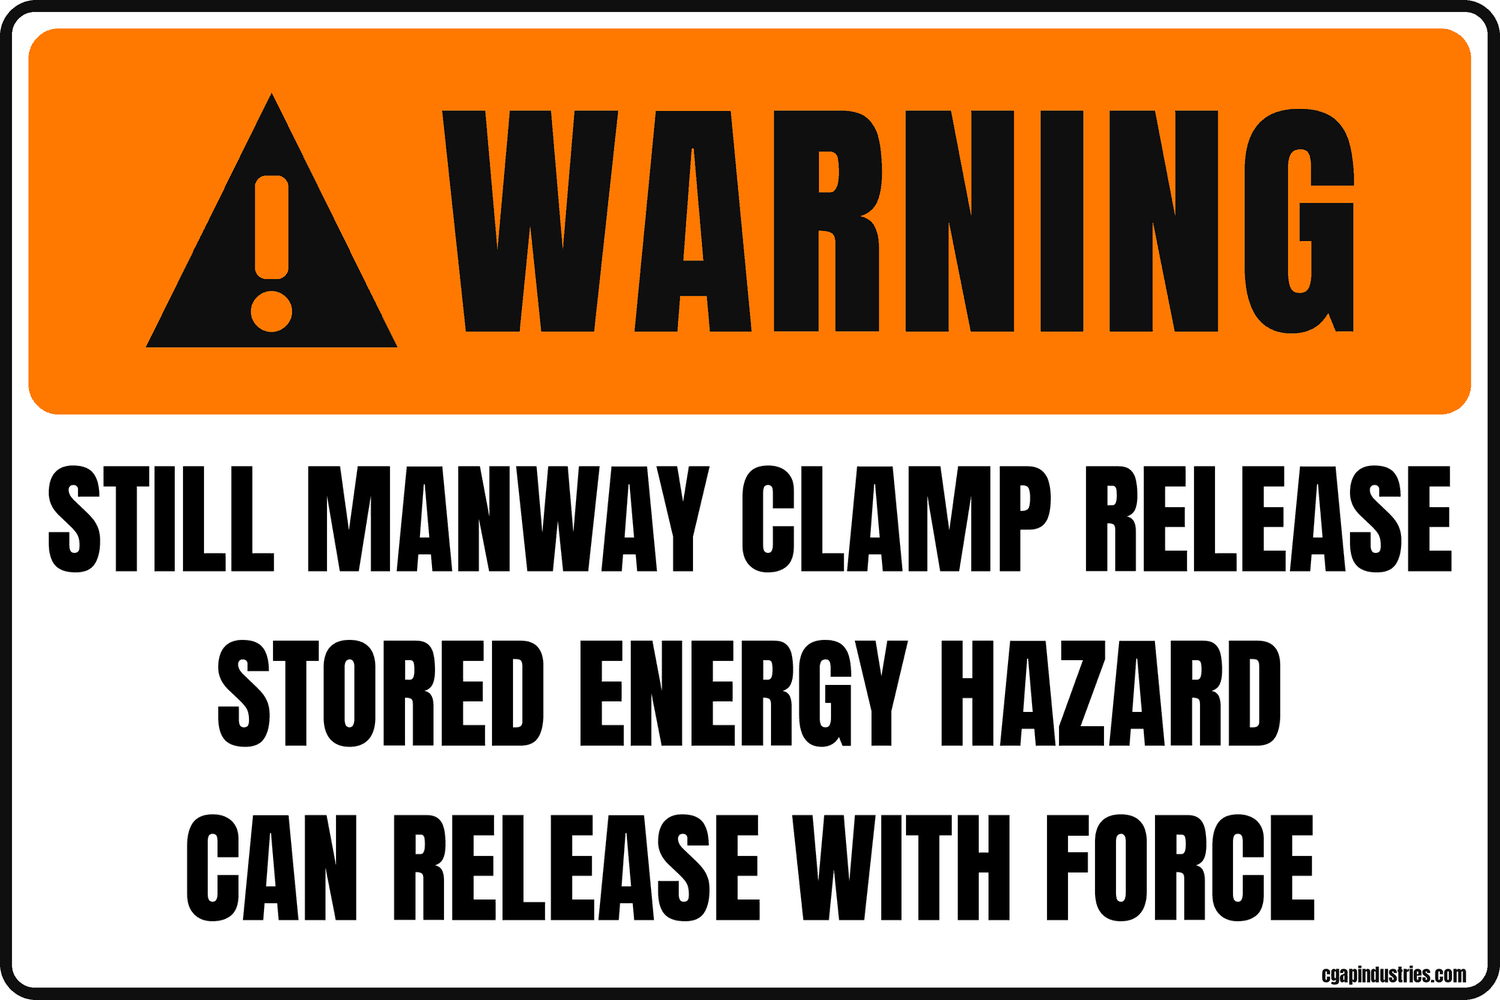 WARNING
STILL MANWAY CLAMP RELEASE
STORED ENERGY HAZARD
CAN RELEASE WITH FORCE
cgapindustries.com